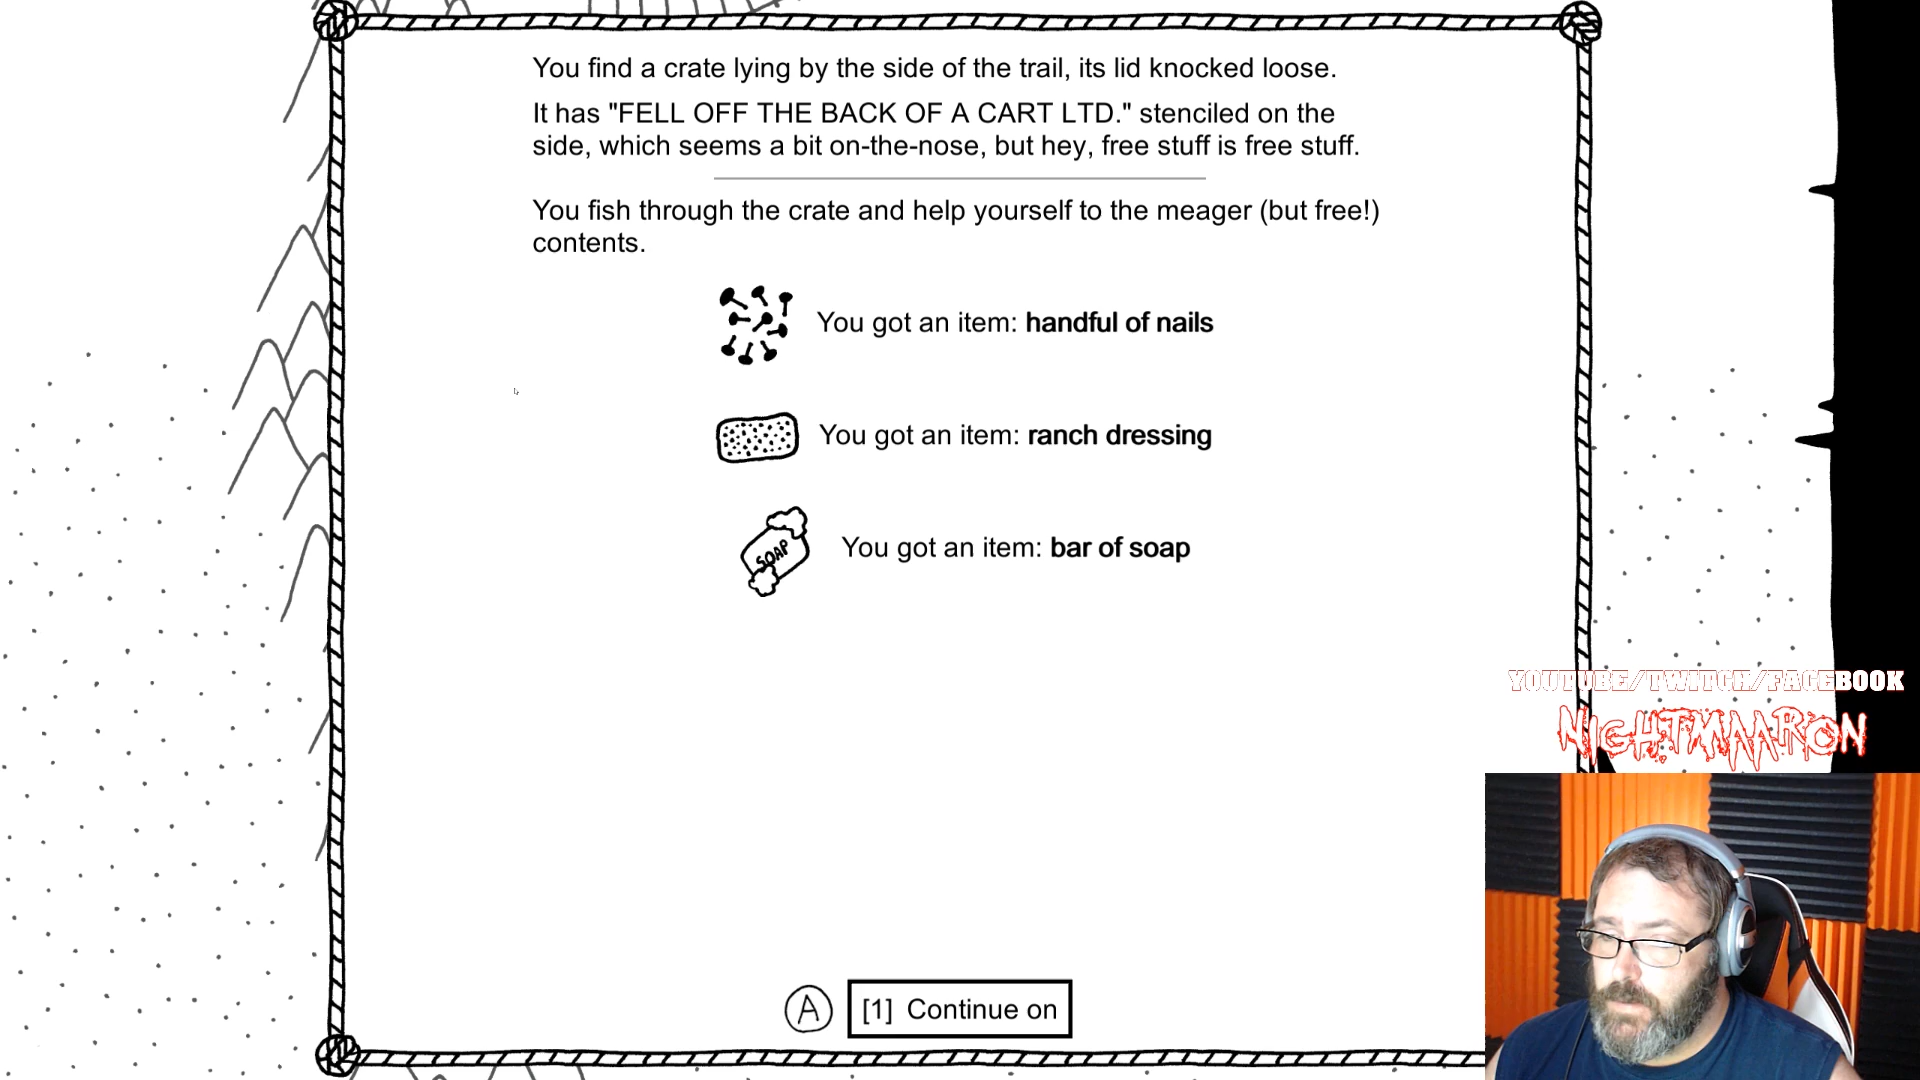 You find a crate lying by the side of the trail, its lid knocked loose.
It has "FELL OFF THE BACK OF A CART LTD." stenciled on the
side, which seems a bit on-the-nose, but hey, free stuff is free stuff.
You fish through the crate and help yourself to the meager (but free!)
contents.
You got an item: handful of nails
You got an item: ranch dressing
SOAP
You got an item: bar of soap
YOUTUBE/TWITCH/FACEBOOK
NIGHTMAARON
A
[1] Continue on